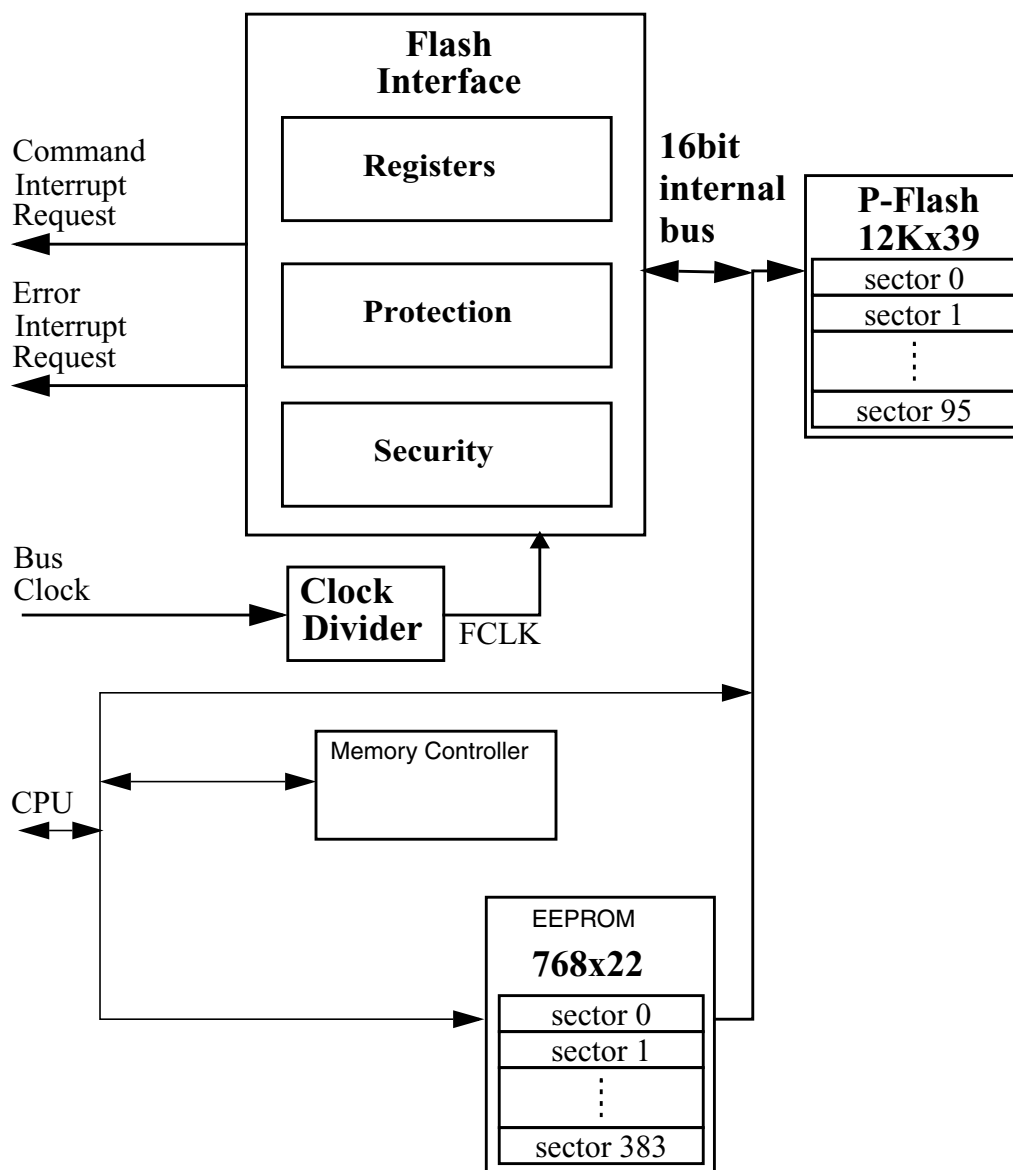 Flash
Interface
Registers
Protection
Security
Command
Interrupt
Request
Error
Interrupt
Request
16bit
internal
bus
P-Flash
12Kx39
sector 0
sector 1
sector 95
Bus
Clock
Clock
Divider
FCLK
Memory Controller
CPU
EEPROM
768x22
sector 0
sector 1
sector 383